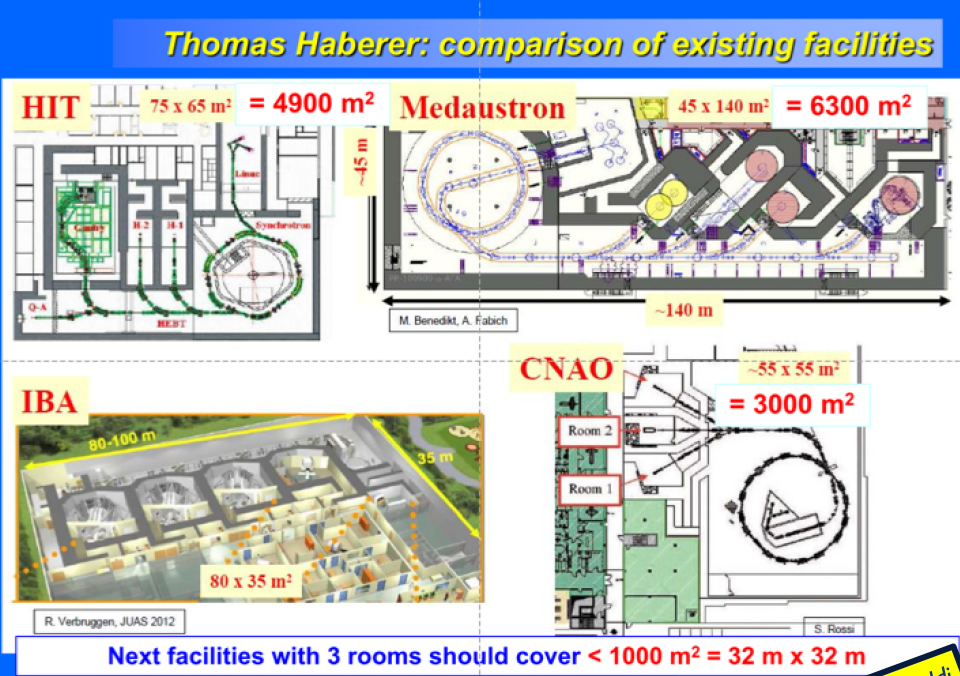 Thomas Haberer: comparison of existing facilities
HIT
75 x 65 m²
= 4900 m²
Linac
Gantry
H-2
H-1
Synchrotron
Q-A
HEBT
Medaustron
45 x 140 m²
= 6300 m²
~45 m
~140 m
M. Benedikt, A. Fabich
IBA
80-100 m
35 m
80 x 35 m²
R. Verbruggen, JUAS 2012
CNAO
~55 x 55 m²
= 3000 m²
Room 2
Room 1
S. Rossi
Next facilities with 3 rooms should cover < 1000 m² = 32 m x 32 m